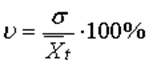 υ = σ / X̅ₜ · 100%